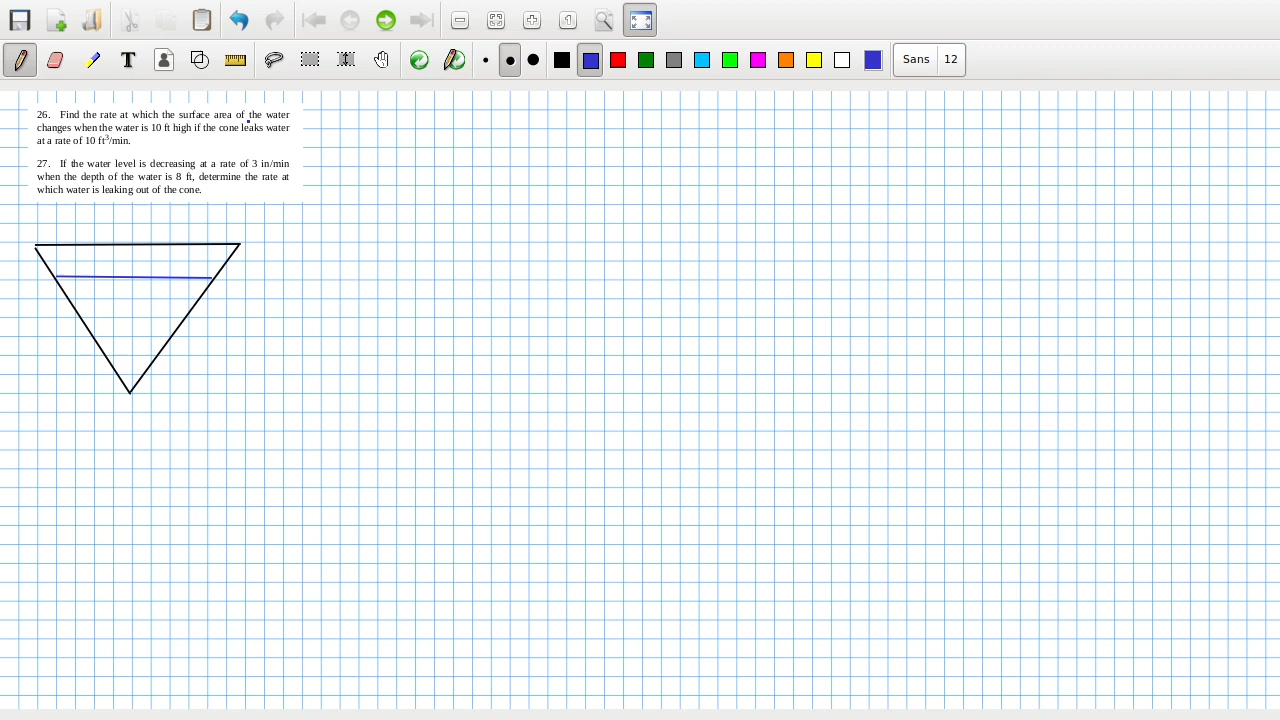 T
Sans 12
26. Find the rate at which the surface area of the water
changes when the water is 10 ft high if the cone leaks water
at a rate of 10 ft³/min.
27. If the water level is decreasing at a rate of 3 in/min
when the depth of the water is 8 ft, determine the rate at
which water is leaking out of the cone.